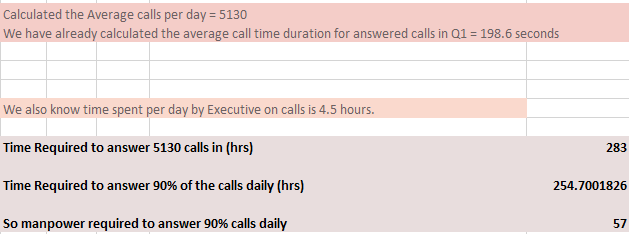 Calculated the Average calls per day = 5130
We have already calculated the average call time duration for answered calls in Q1 = 198.6 seconds
We also know time spent per day by Executive on calls is 4.5 hours.
Time Required to answer 5130 calls in (hrs) 283
Time Required to answer 90% of the calls daily (hrs) 254.7001826
So manpower required to answer 90% calls daily 57